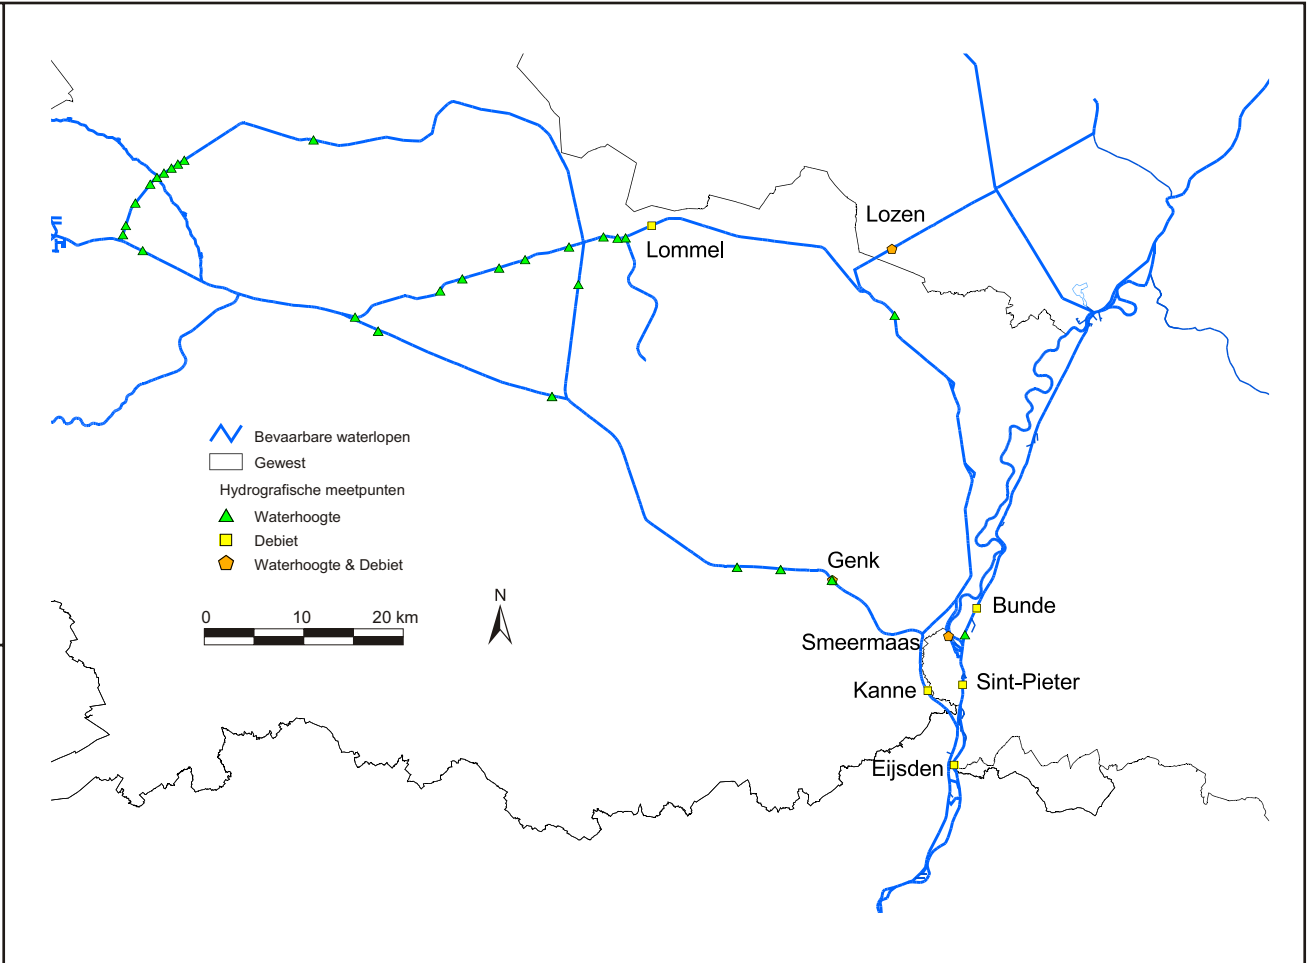 Lozen
Lommel
Bevaarbare waterlopen
Gewest
Hydrografische meetpunten
Waterhoogte
Debiet
Waterhoogte & Debiet
Genk
N
0 10 20 km
Bunde
Smeermaas
Sint-Pieter
Kanne
Eijsden